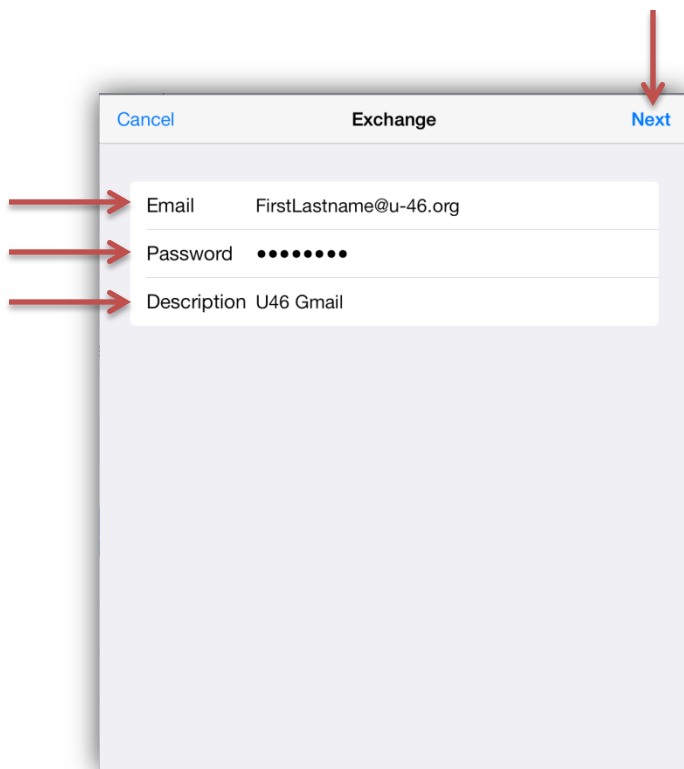 Cancel Exchange Next
Email FirstLastname@u-46.org
Password ••••••••
Description U46 Gmail